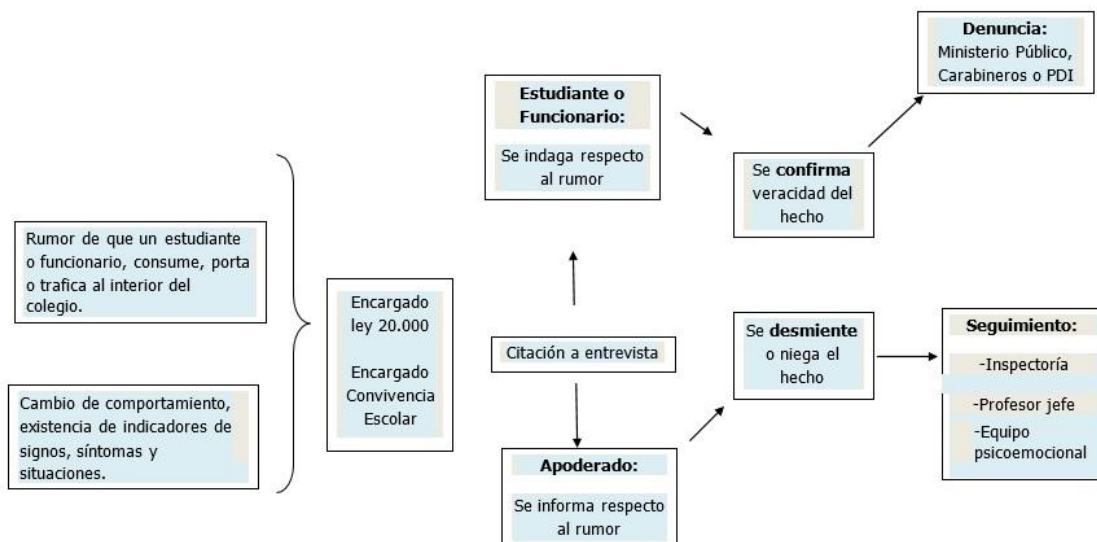 Rumor de que un estudiante
o funcionario, consume, porta
o trafica al interior del
colegio.
Cambio de comportamiento,
existencia de indicadores de
signos, síntomas y
situaciones.
Encargado
ley 20.000
Encargado
Convivencia
Escolar
Citación a entrevista
Estudiante o
Funcionario:
Se indaga respecto
al rumor
Apoderado:
Se informa respecto
al rumor
Se confirma
veracidad del
hecho
Se desmiente
o niega el
hecho
Denuncia:
Ministerio Público,
Carabineros o PDI
Seguimiento:
-Inspectoría
-Profesor jefe
-Equipo
psicoemocional